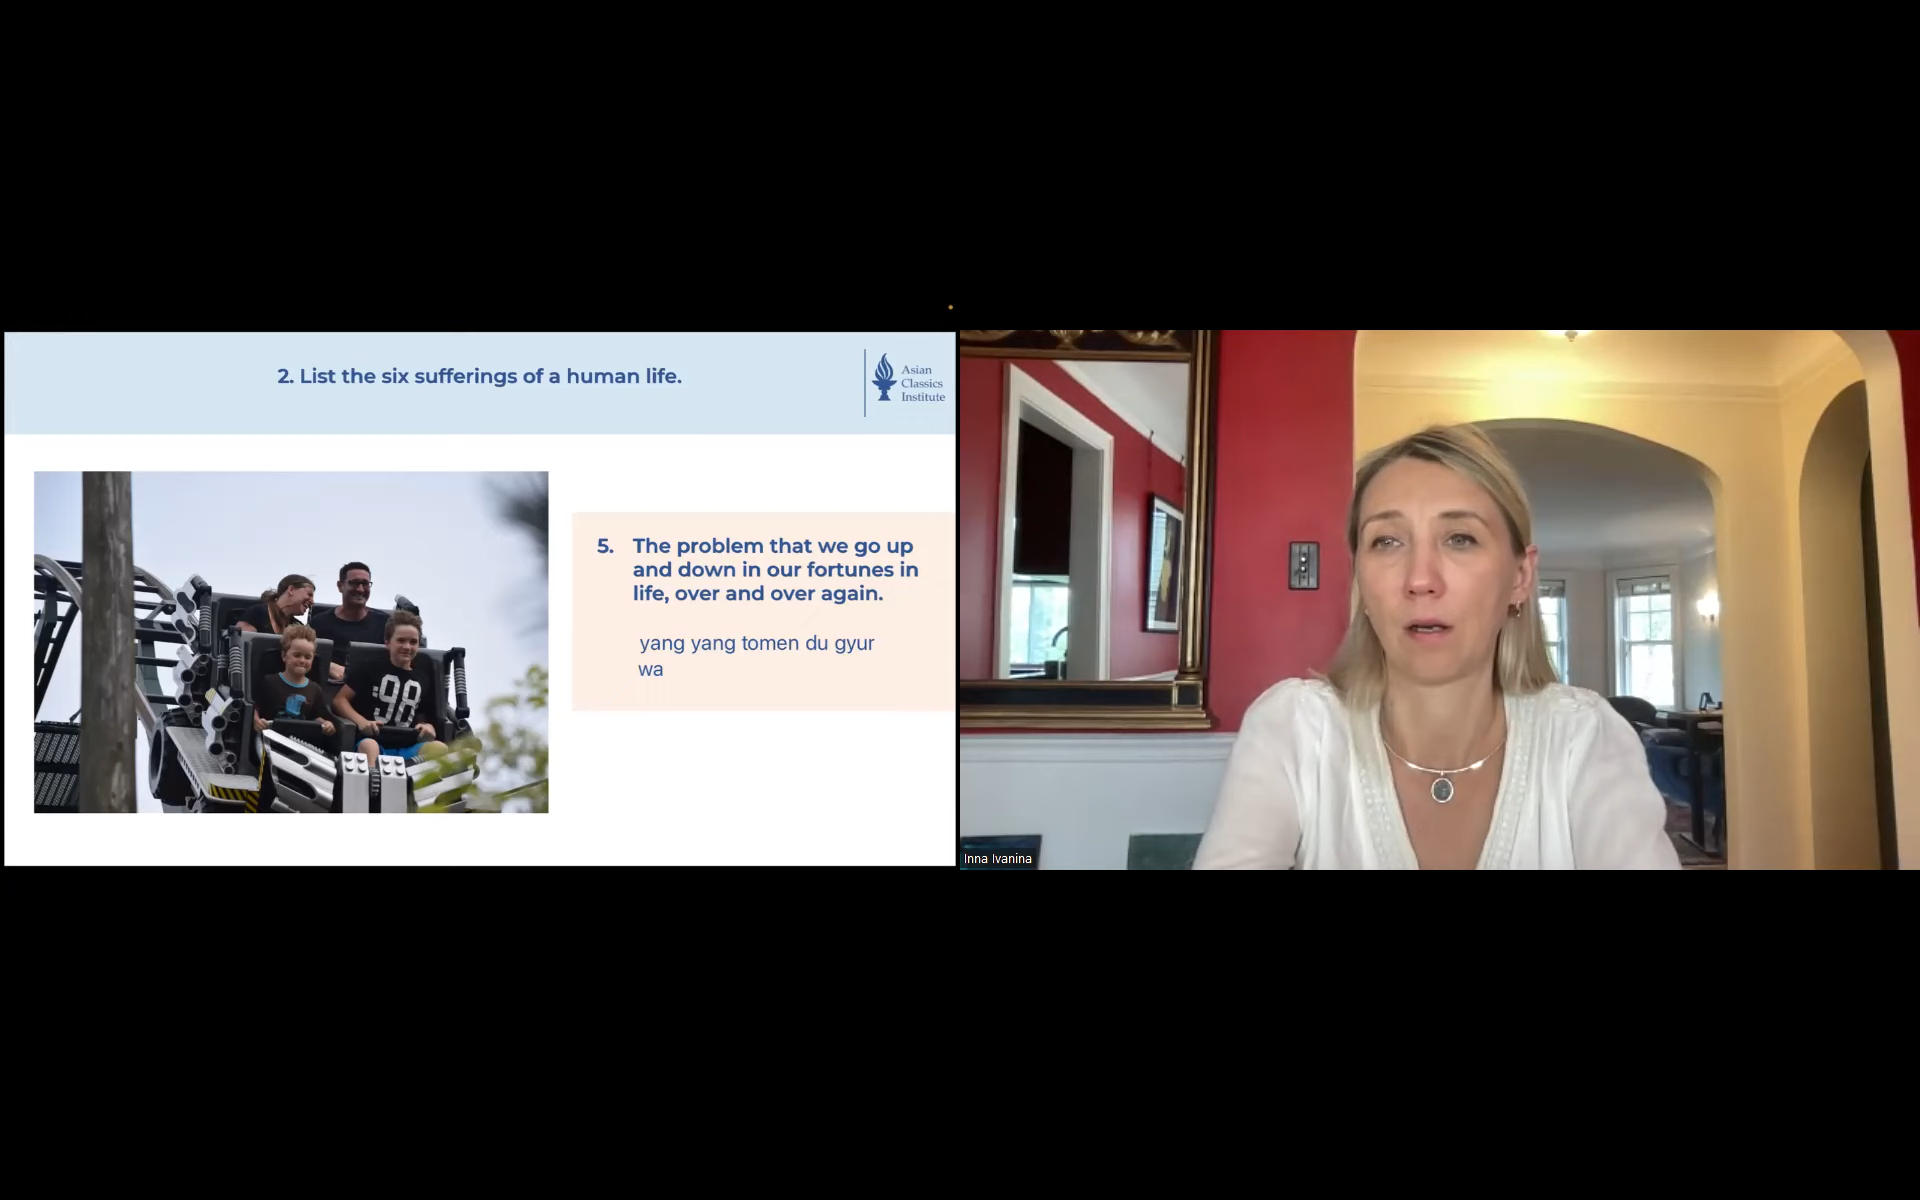 2. List the six sufferings of a human life.
Asian
Classics
Institute
98
5. The problem that we go up
and down in our fortunes in
life, over and over again.
yang yang tomen du gyur
wa
Inna Ivanina